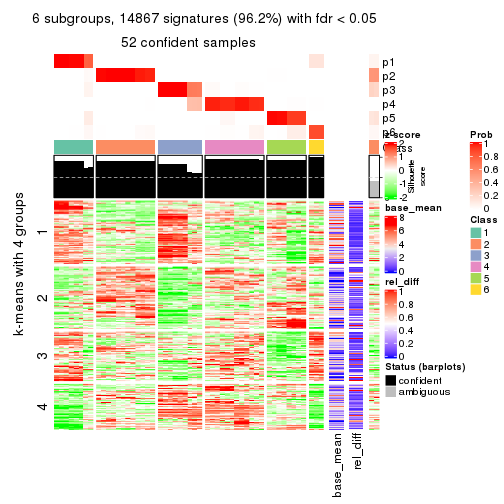 6 subgroups, 14867 signatures (96.2%) with fdr < 0.05
52 confident samples
p1
p2
p3
p4
p5
p6
Class
k-means with 4 groups
1
2
3
4
base_mean
rel_diff
z-score
2
1
0
-1
-2
Silhouette
score
base_mean
8
6
4
2
0
rel_diff
1
0.8
0.6
0.4
0.2
0
Status (barplots)
confident
ambiguous
Prob
1
0.8
0.6
0.4
0.2
0
Class
1
2
3
4
5
6